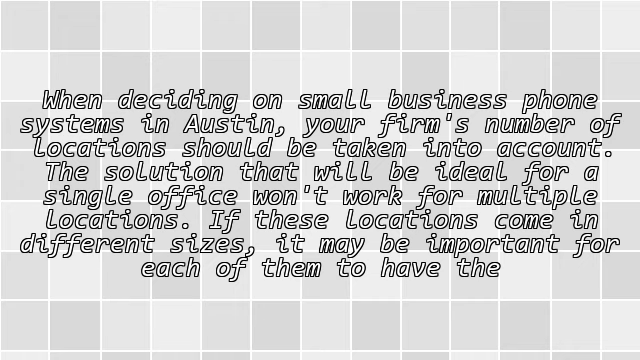 When deciding on small business phone
systems in Austin, your firm's number of
locations should be taken into account.
The solution that will be ideal for a
single office won't work for multiple
locations. If these locations come in
different sizes, it may be important for
each of them to have the